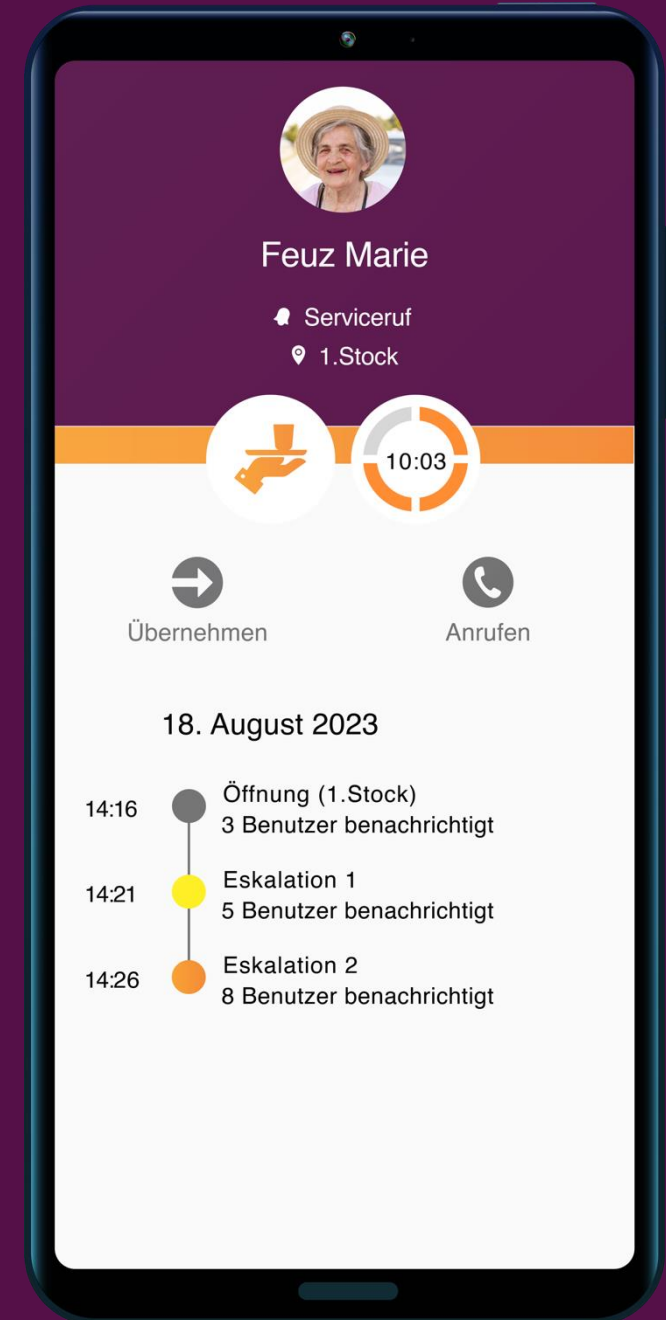 Feuz Marie
Serviceruf
1.Stock
10:03
Übernehmen
Anrufen
18. August 2023
14:16
Öffnung (1.Stock)
3 Benutzer benachrichtigt
14:21
Eskalation 1
5 Benutzer benachrichtigt
14:26
Eskalation 2
8 Benutzer benachrichtigt